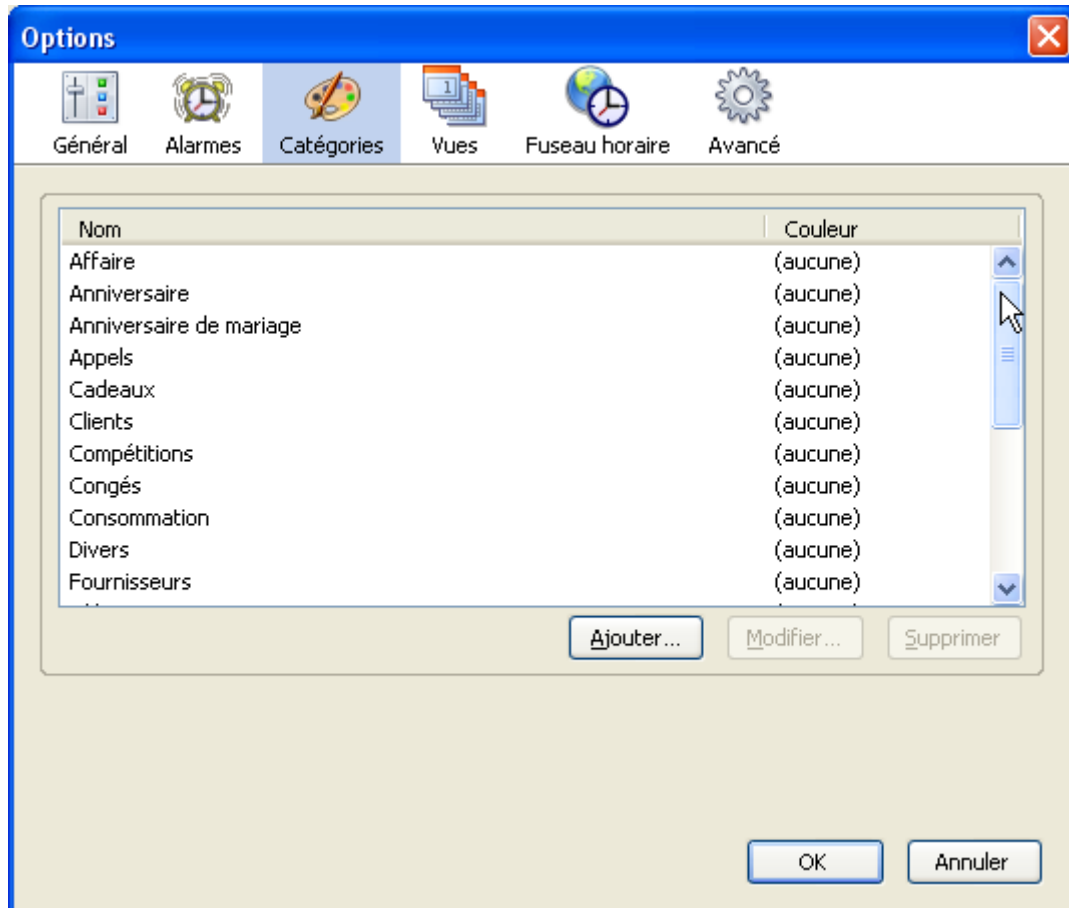 Options
Général Alarmes Catégories Vues Fuseau horaire Avancé
Nom Couleur
Affaire (aucune)
Anniversaire (aucune)
Anniversaire de mariage (aucune)
Appels (aucune)
Cadeaux (aucune)
Clients (aucune)
Compétitions (aucune)
Congés (aucune)
Consommation (aucune)
Divers (aucune)
Fournisseurs (aucune)
Ajouter... Modifier... Supprimer
OK Annuler